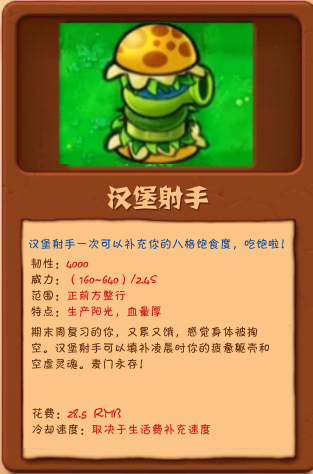 汉堡射手
汉堡射手一次可以补充你的八格饱食度，吃饱啦！
韧性：4000
威力：（160~640）/2.4S
范围：正前方整行
特点：生产阳光，血量厚
期末周复习的你，又累又饿，感觉身体被掏
空。汉堡射手可以填补凌晨时你的疲惫躯壳和
空虚灵魂。麦门永存！
花费：28.5 RMB
冷却速度：取决于生活费补充速度